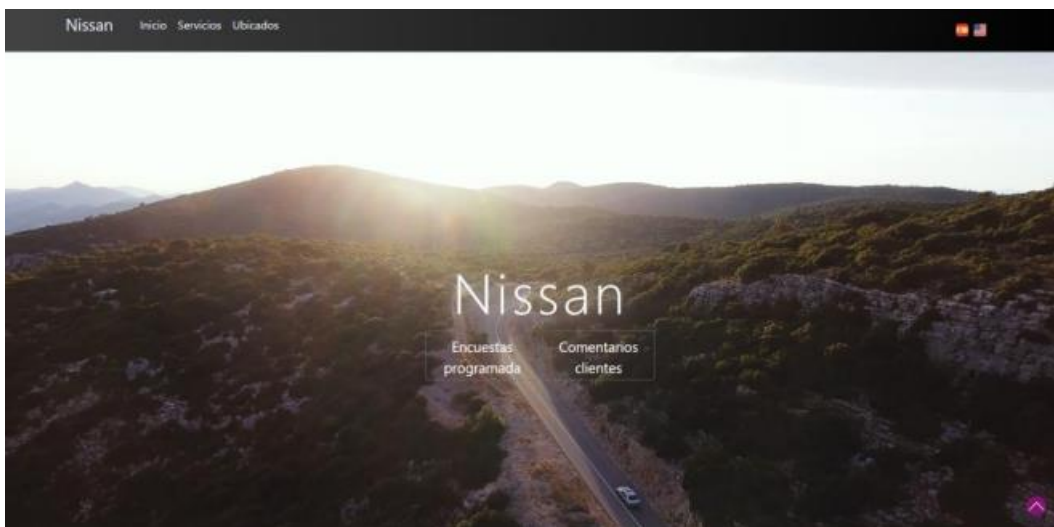 Nissan Inicio Servicios Ubicados
Nissan
Encuestas programada
Comentarios clientes